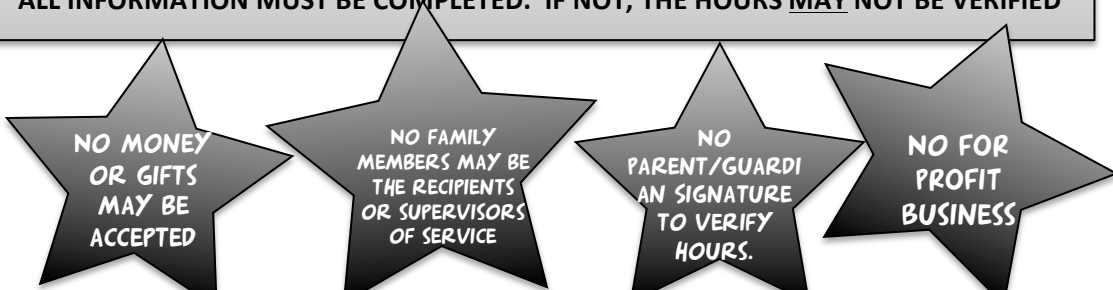 ALL INFORMATION MUST BE COMPLETED. IF NOT, THE HOURS MAY NOT BE VERIFIED
NO MONEY
OR GIFTS
MAY BE
ACCEPTED
NO FAMILY
MEMBERS MAY BE
THE RECIPIENTS
OR SUPERVISORS
OF SERVICE
NO
PARENT/GUARDI
AN SIGNATURE
TO VERIFY
HOURS.
NO FOR
PROFIT
BUSINESS